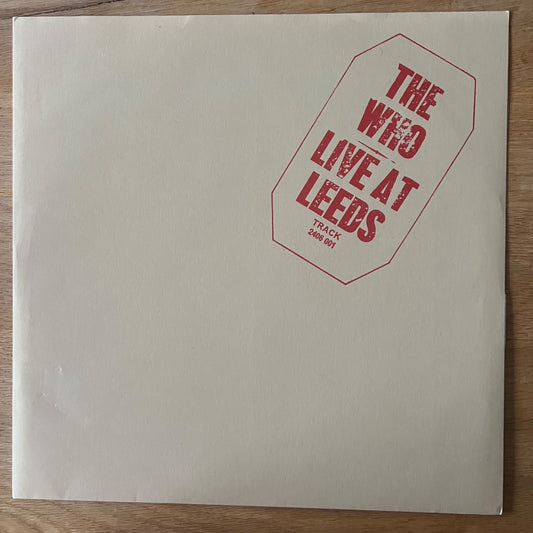 THE
WHO
LIVE AT
LEEDS
TRACK
2406 001